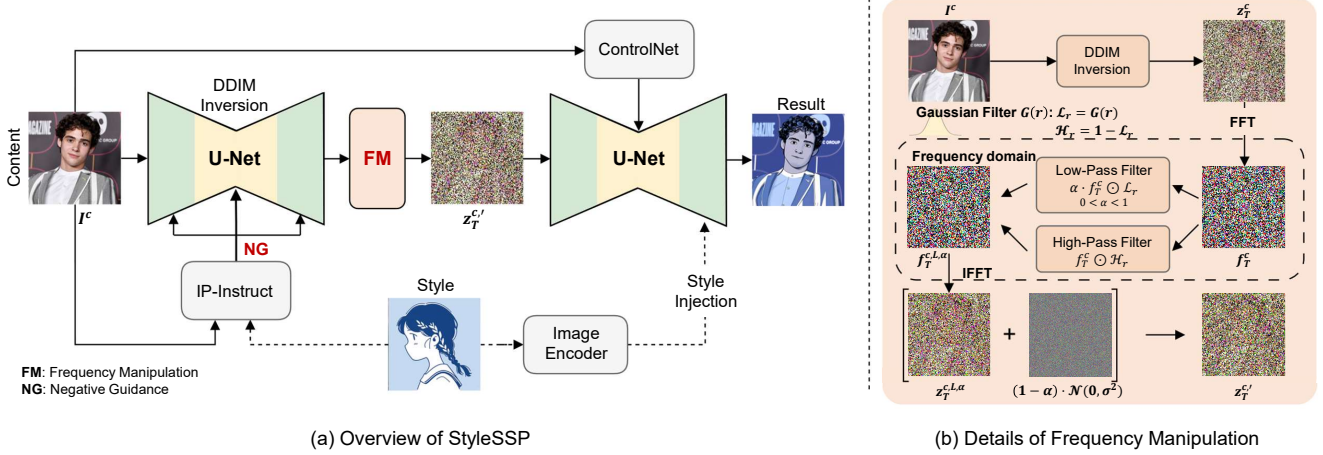 ControlNet
DDIM
Inversion
Result
Content
MAGAZINE
U-Net
FM
U-Net
I^c
z_T^{c,′}
NG
IP-Instruct
Style
Style
Injection
Image
Encoder
FM: Frequency Manipulation
NG: Negative Guidance
(a) Overview of StyleSSP
I^c
z_T^c
DDIM
Inversion
Gaussian Filter G(r): ℒ_r = G(r)
ℋ_r = 1 − ℒ_r
FFT
Frequency domain
Low-Pass Filter
α · f_T^c ⊙ ℒ_r
0 < α < 1
High-Pass Filter
f_T^c ⊙ ℋ_r
f_T^{c,L,α}
f_T^c
IFFT
+
z_T^{c,L,α}
(1 − α) · 𝒩(0, σ²)
z_T^{c,′}
(b) Details of Frequency Manipulation